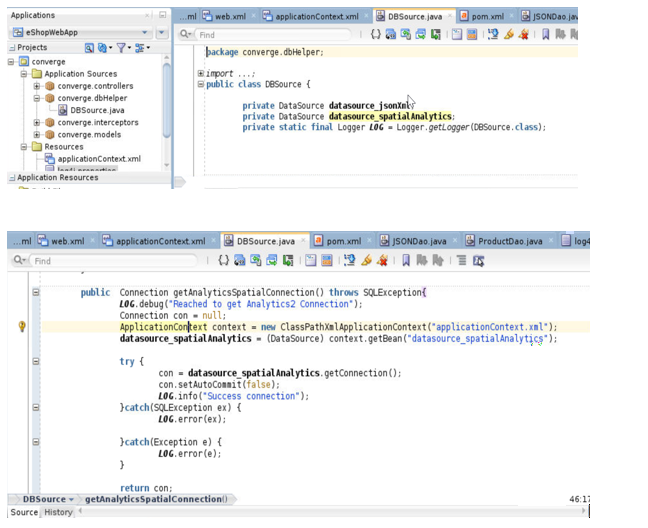 Applications
...ml web.xml applicationContext.xml DBSource.java pom.xml JSONDao.jav
eShopWebApp
Find
Projects
package converge.dbHelper;
converge
Application Sources
import ...;
converge.controllers
public class DBSource {
converge.dbHelper
DBSource.java
private DataSource datasource_jsonXml;
private DataSource datasource_spatialAnalytics;
converge.interceptors
private static final Logger LOG = Logger.getLogger(DBSource.class);
converge.models
Resources
applicationContext.xml
log4j.properties
Application Resources
...ml web.xml applicationContext.xml DBSource.java pom.xml JSONDao.java ProductDao.java log4
Find
public Connection getAnalyticsSpatialConnection() throws SQLException{
LOG.debug("Reached to get Analytics2 Connection");
Connection con = null;
ApplicationContext context = new ClassPathXmlApplicationContext("applicationContext.xml");
datasource_spatialAnalytics = (DataSource) context.getBean("datasource_spatialAnalytics");
try {
con = datasource_spatialAnalytics.getConnection();
con.setAutoCommit(false);
LOG.info("Success connection");
}catch(SQLException ex) {
LOG.error(ex);
}catch(Exception e) {
LOG.error(e);
}
return con;
DBSource getAnalyticsSpatialConnection() 46:17
Source History